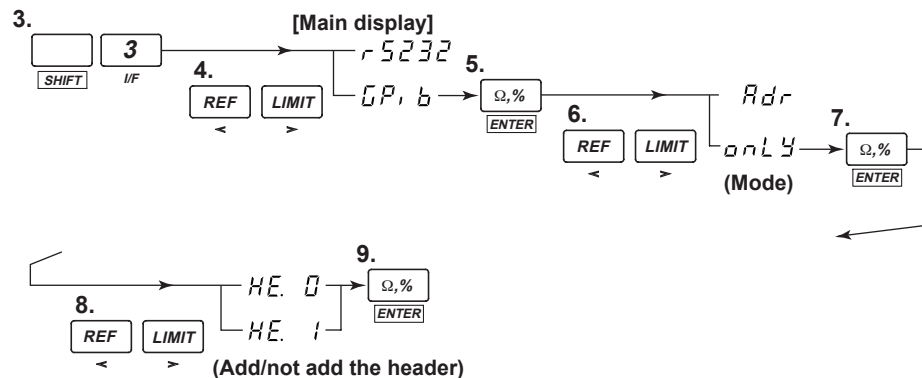 3.
[Main display]
3
SHIFT
I/F
r5232
4.
REF
LIMIT
<
>
GPib
5.
Ω,%
ENTER
6.
REF
LIMIT
<
>
Adr
onLY
(Mode)
7.
Ω,%
ENTER
8.
REF
LIMIT
<
>
HE. 0
HE. 1
(Add/not add the header)
9.
Ω,%
ENTER